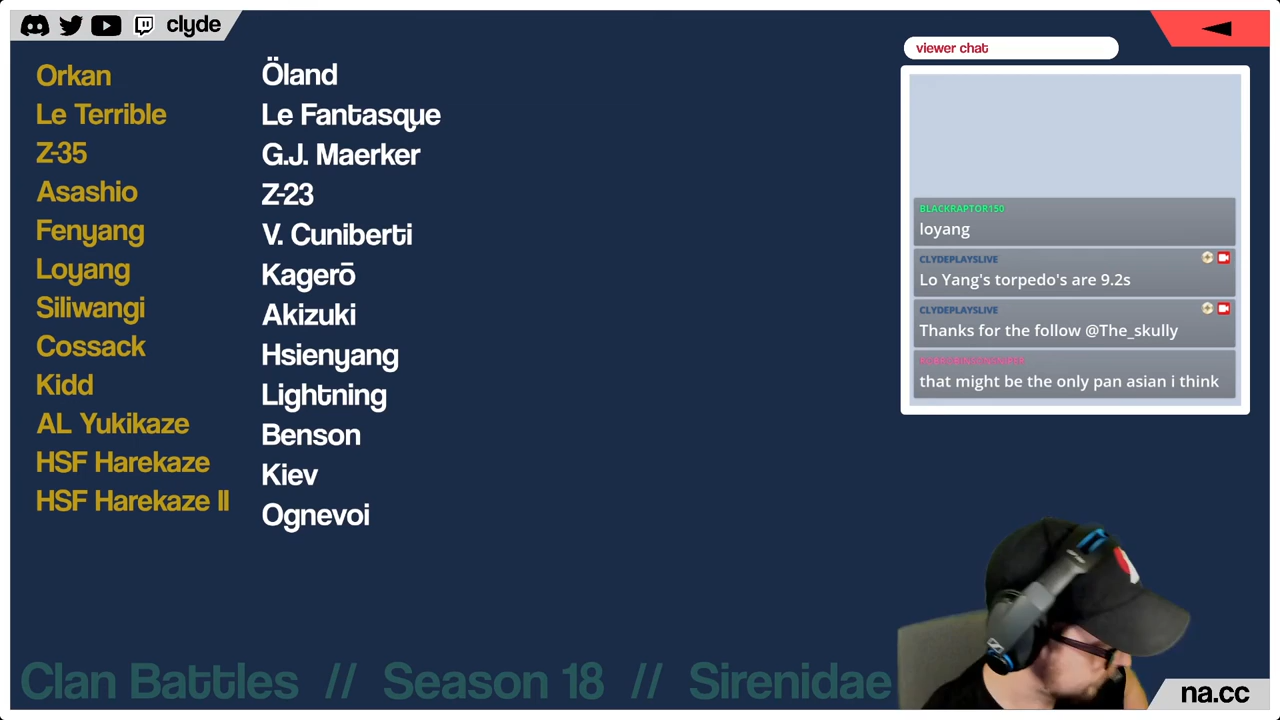 clyde
Orkan
Le Terrible
Z-35
Asashio
Fenyang
Loyang
Siliwangi
Cossack
Kidd
AL Yukikaze
HSF Harekaze
HSF Harekaze II
Öland
Le Fantasque
G.J. Maerker
Z-23
V. Cuniberti
Kagerō
Akizuki
Hsienyang
Lightning
Benson
Kiev
Ognevoi
viewer chat
BLACKRAPTOR150
loyang
CLYDEPLAYSLIVE
Lo Yang's torpedo's are 9.2s
CLYDEPLAYSLIVE
Thanks for the follow @The_skully
that might be the only pan asian i think
Clan Battles // Season 18 // Sirenidae
na.cc